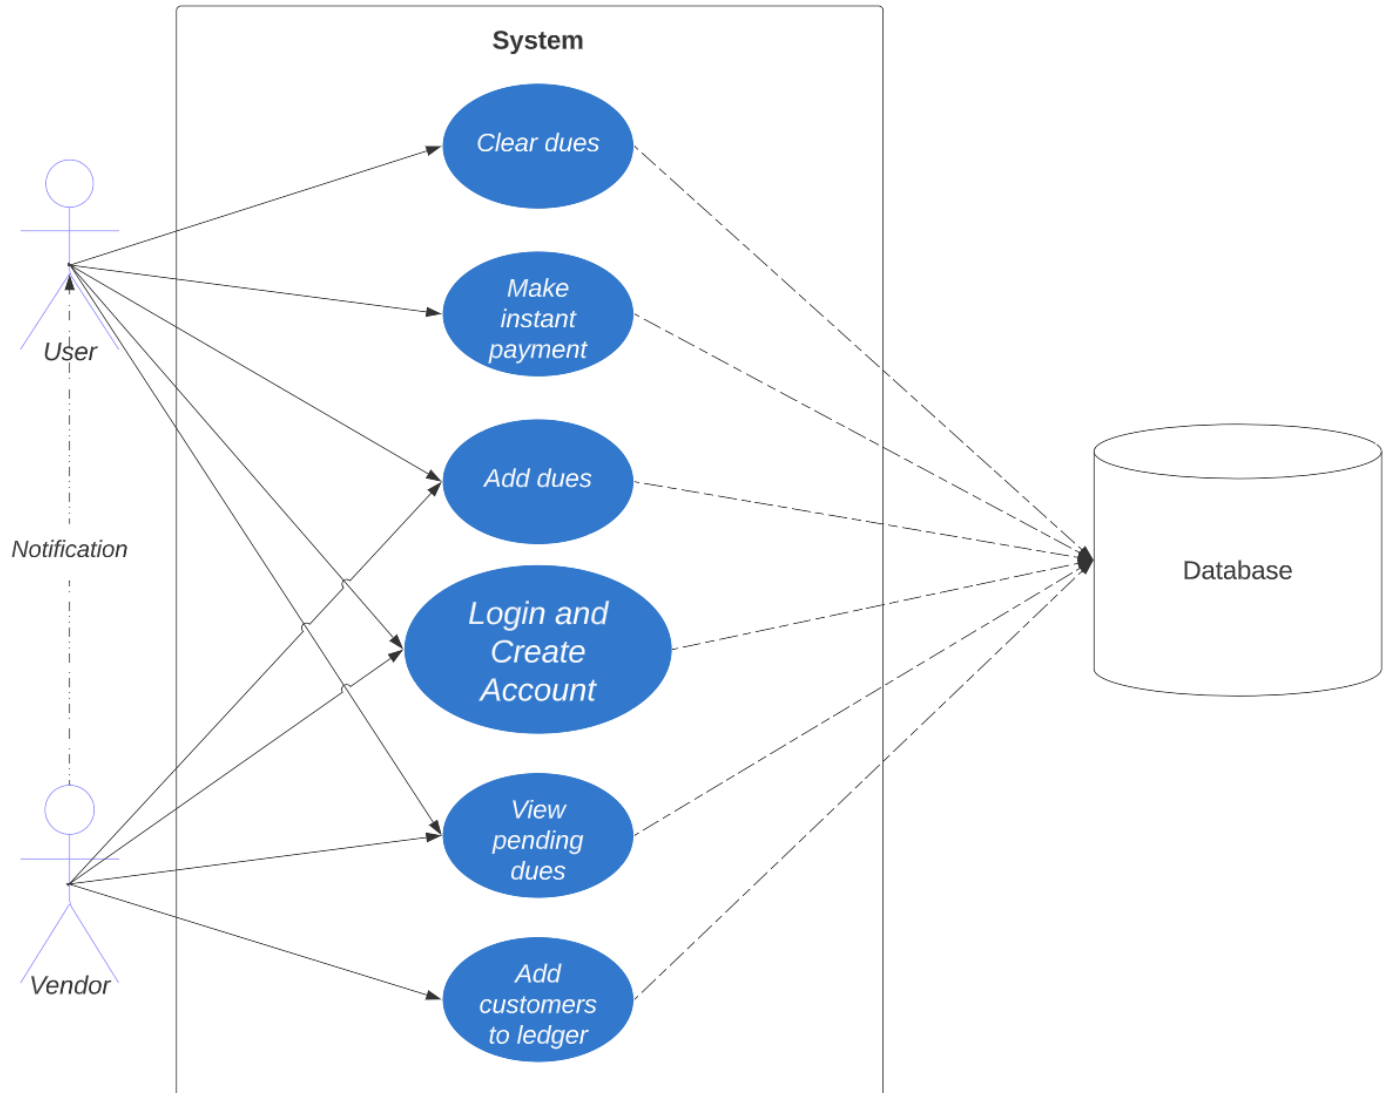 System
Clear dues
Make
instant
payment
User
Add dues
Notification
Login and
Create
Account
Database
View
pending
dues
Vendor
Add
customers
to ledger